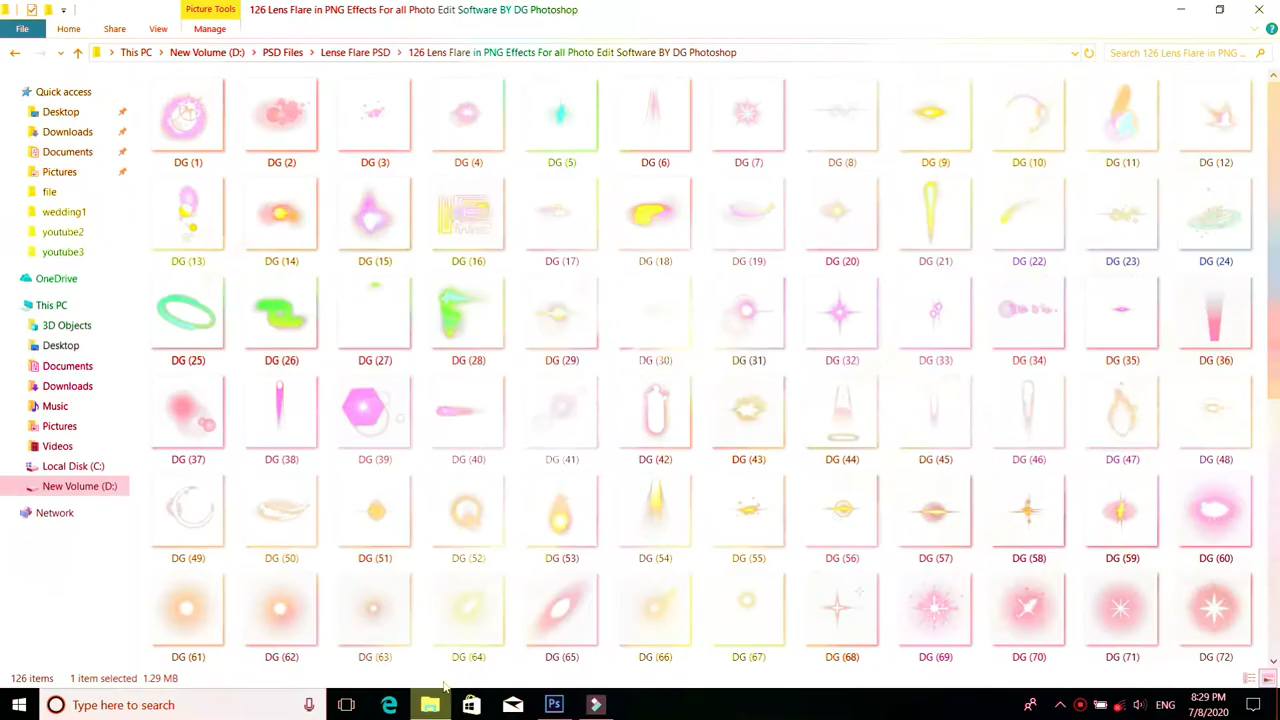 Picture Tools
126 Lens Flare in PNG Effects For all Photo Edit Software BY DG Photoshop
File Home Share View Manage
This PC > New Volume (D:) > PSD Files > Lense Flare PSD > 126 Lens Flare in PNG Effects For all Photo Edit Software BY DG Photoshop
Search 126 Lens Flare in PNG ...
Quick access
Desktop
Downloads
Documents
Pictures
file
wedding1
youtube2
youtube3
OneDrive
This PC
3D Objects
Desktop
Documents
Downloads
Music
Pictures
Videos
Local Disk (C:)
New Volume (D:)
Network
DG (1) DG (2) DG (3) DG (4) DG (5) DG (6) DG (7) DG (8) DG (9) DG (10) DG (11) DG (12)
DG (13) DG (14) DG (15) DG (16) DG (17) DG (18) DG (19) DG (20) DG (21) DG (22) DG (23) DG (24)
DG (25) DG (26) DG (27) DG (28) DG (29) DG (30) DG (31) DG (32) DG (33) DG (34) DG (35) DG (36)
DG (37) DG (38) DG (39) DG (40) DG (41) DG (42) DG (43) DG (44) DG (45) DG (46) DG (47) DG (48)
DG (49) DG (50) DG (51) DG (52) DG (53) DG (54) DG (55) DG (56) DG (57) DG (58) DG (59) DG (60)
DG (61) DG (62) DG (63) DG (64) DG (65) DG (66) DG (67) DG (68) DG (69) DG (70) DG (71) DG (72)
126 items 1 item selected 1.29 MB
Type here to search
Ps
ENG
8:29 PM
7/8/2020